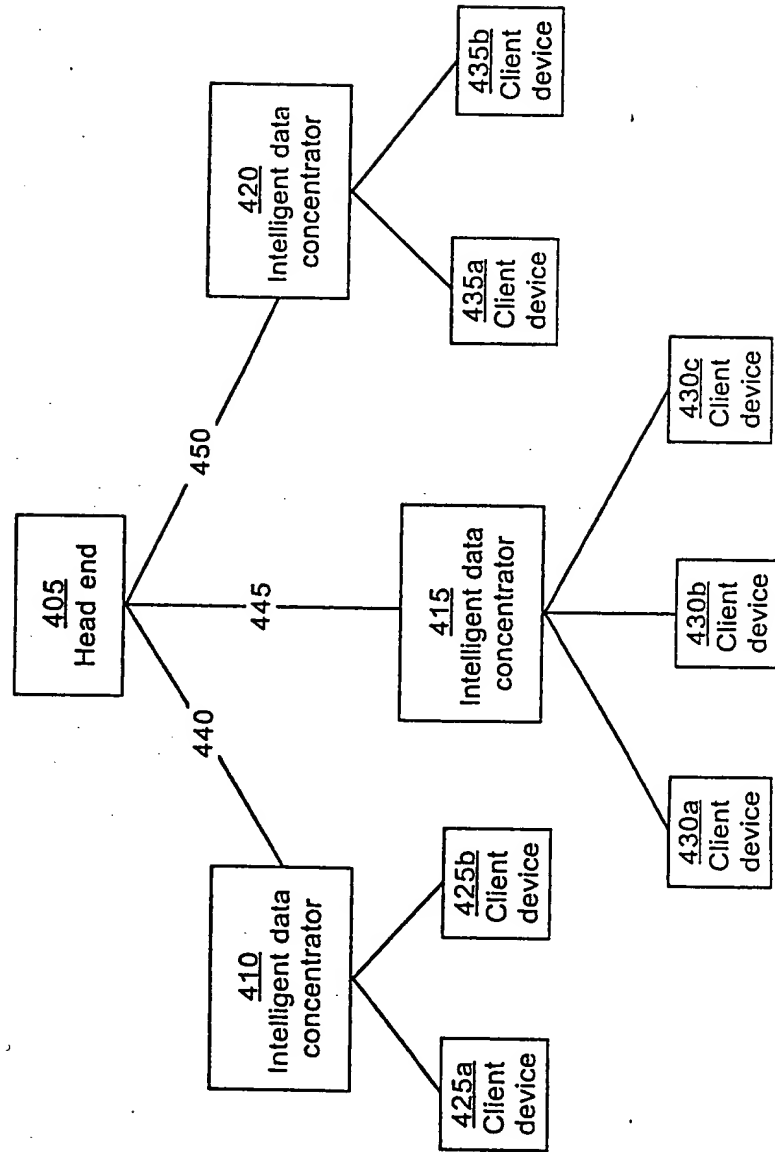 405
Head end
440
445
450
410
Intelligent data
concentrator
415
Intelligent data
concentrator
420
Intelligent data
concentrator
425a
Client
device
425b
Client
device
430a
Client
device
430b
Client
device
430c
Client
device
435a
Client
device
435b
Client
device